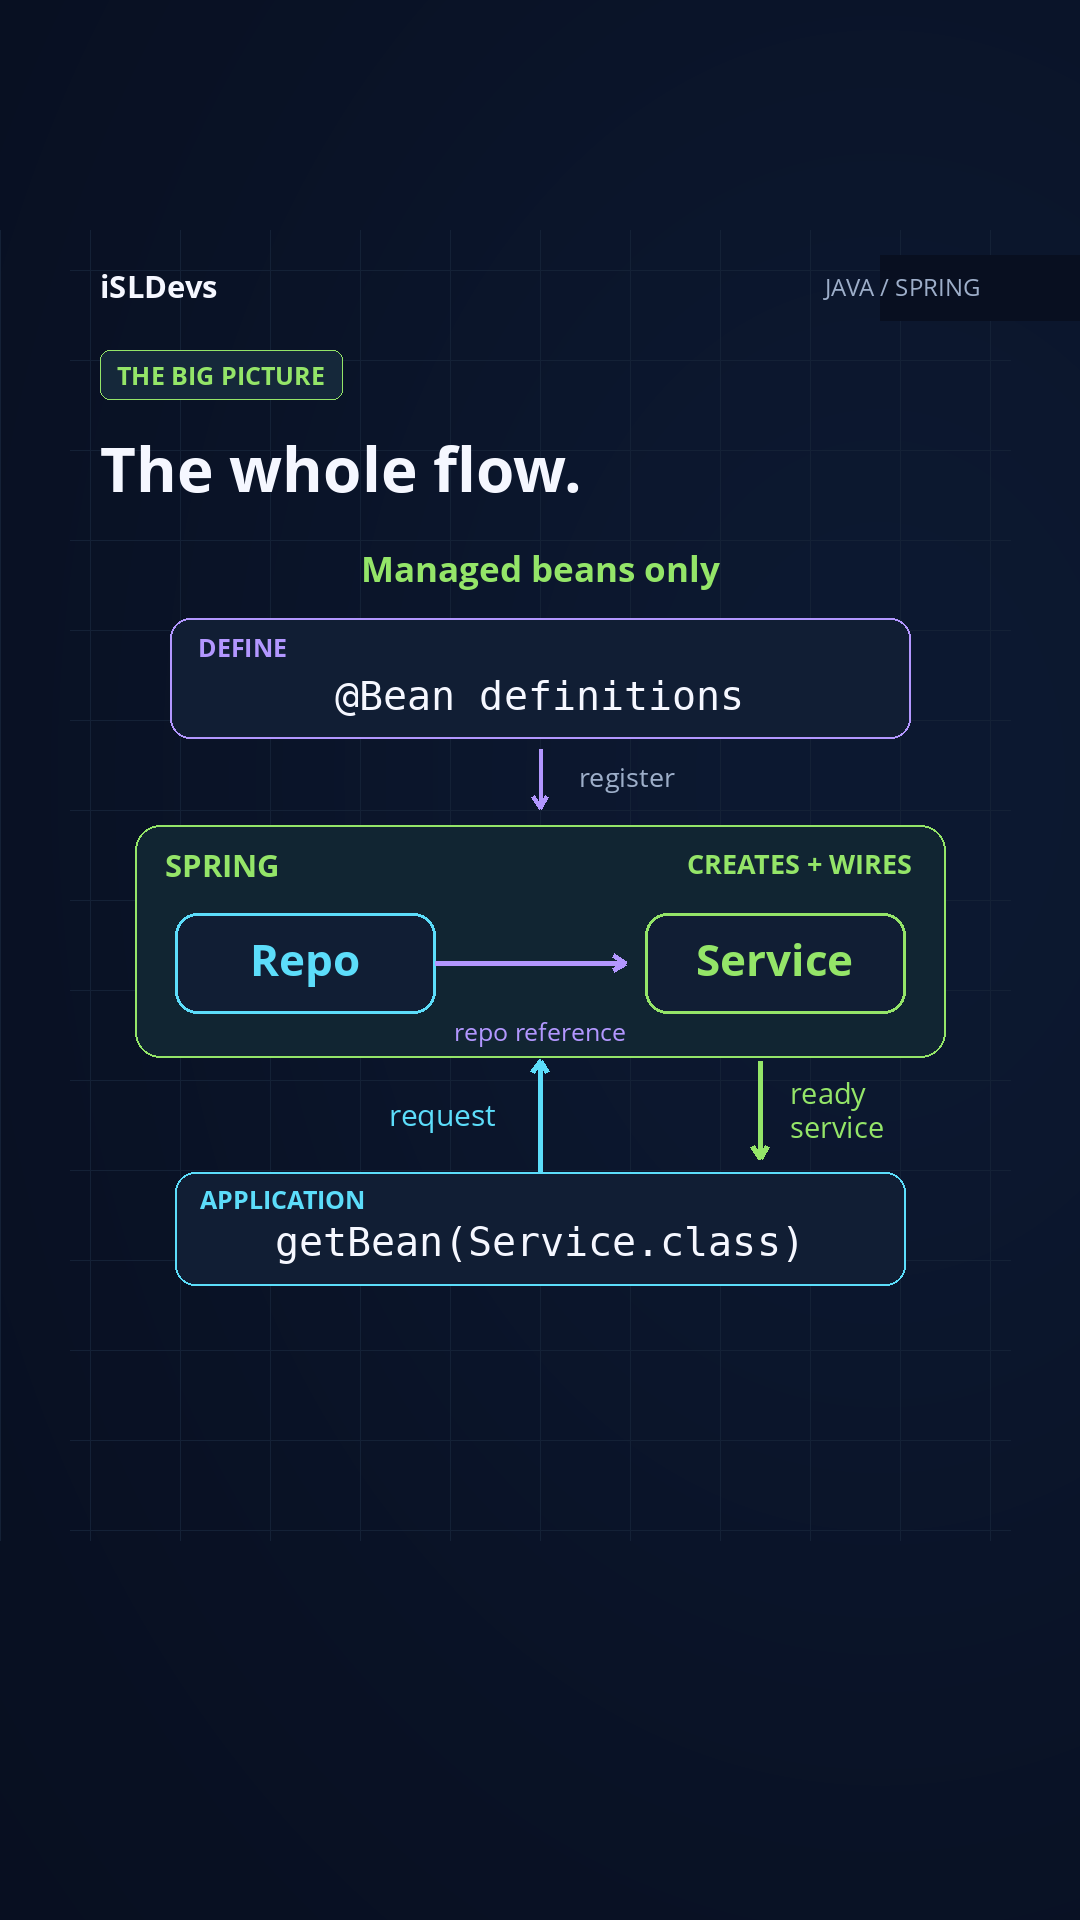 iSLDevs
JAVA / SPRING
THE BIG PICTURE
The whole flow.
Managed beans only
DEFINE
@Bean definitions
register
SPRING
CREATES + WIRES
Repo
Service
repo reference
request
ready
service
APPLICATION
getBean(Service.class)